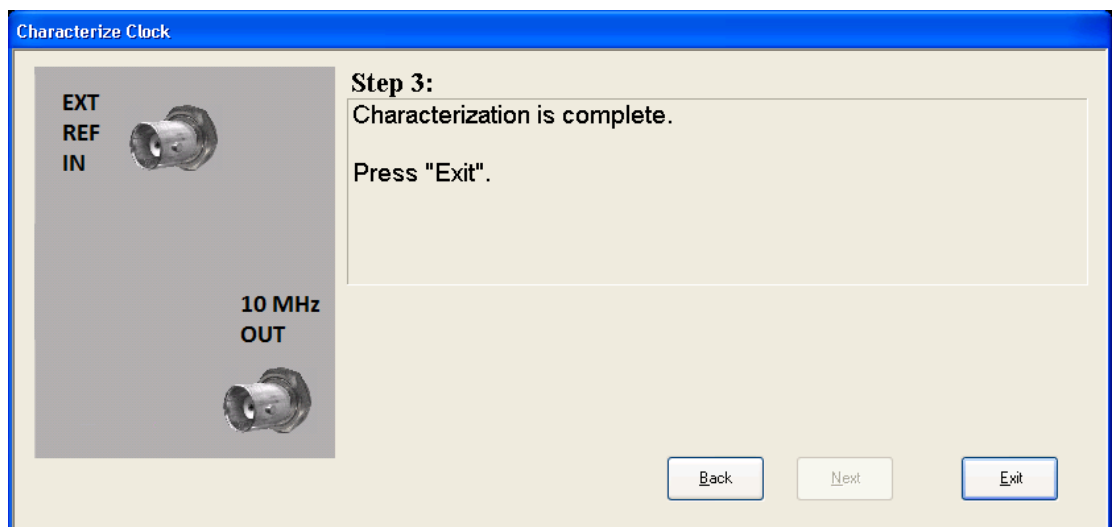 Characterize Clock
EXT
REF
IN
10 MHz
OUT
Step 3:
Characterization is complete.
Press "Exit".
Back
Next
Exit